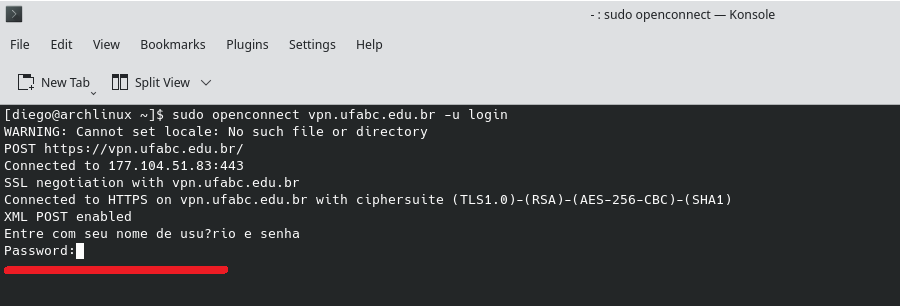 - : sudo openconnect — Konsole
File Edit View Bookmarks Plugins Settings Help
New Tab Split View
[diego@archlinux ~]$ sudo openconnect vpn.ufabc.edu.br -u login
WARNING: Cannot set locale: No such file or directory
POST https://vpn.ufabc.edu.br/
Connected to 177.104.51.83:443
SSL negotiation with vpn.ufabc.edu.br
Connected to HTTPS on vpn.ufabc.edu.br with ciphersuite (TLS1.0)-(RSA)-(AES-256-CBC)-(SHA1)
XML POST enabled
Entre com seu nome de usu?rio e senha
Password: